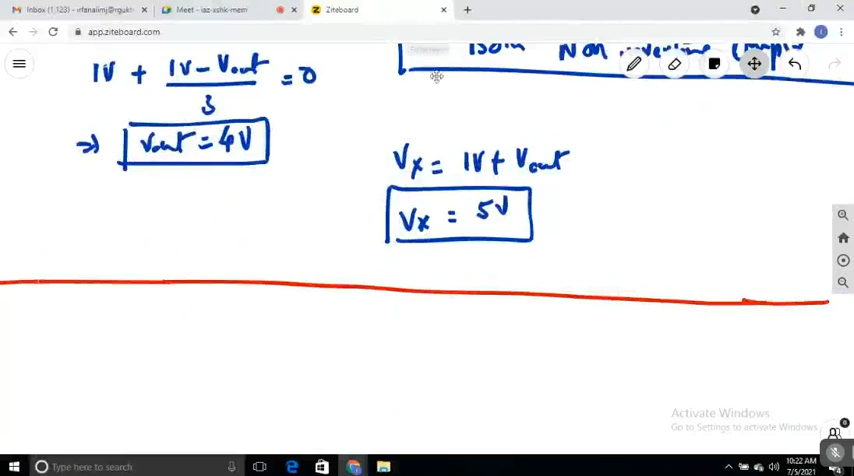 Inbox (1,123) - irfanalimj@rgukt
Meet - iaz-xshk-mem
Ziteboard
app.ziteboard.com
1V + 1V - Vout = 0
3
⇒ Vout = 4V
Vx = 1V + Vout
Vx = 5V
Activate Windows
Go to Settings to activate Windows.
Type here to search
10:22 AM
7/5/2021